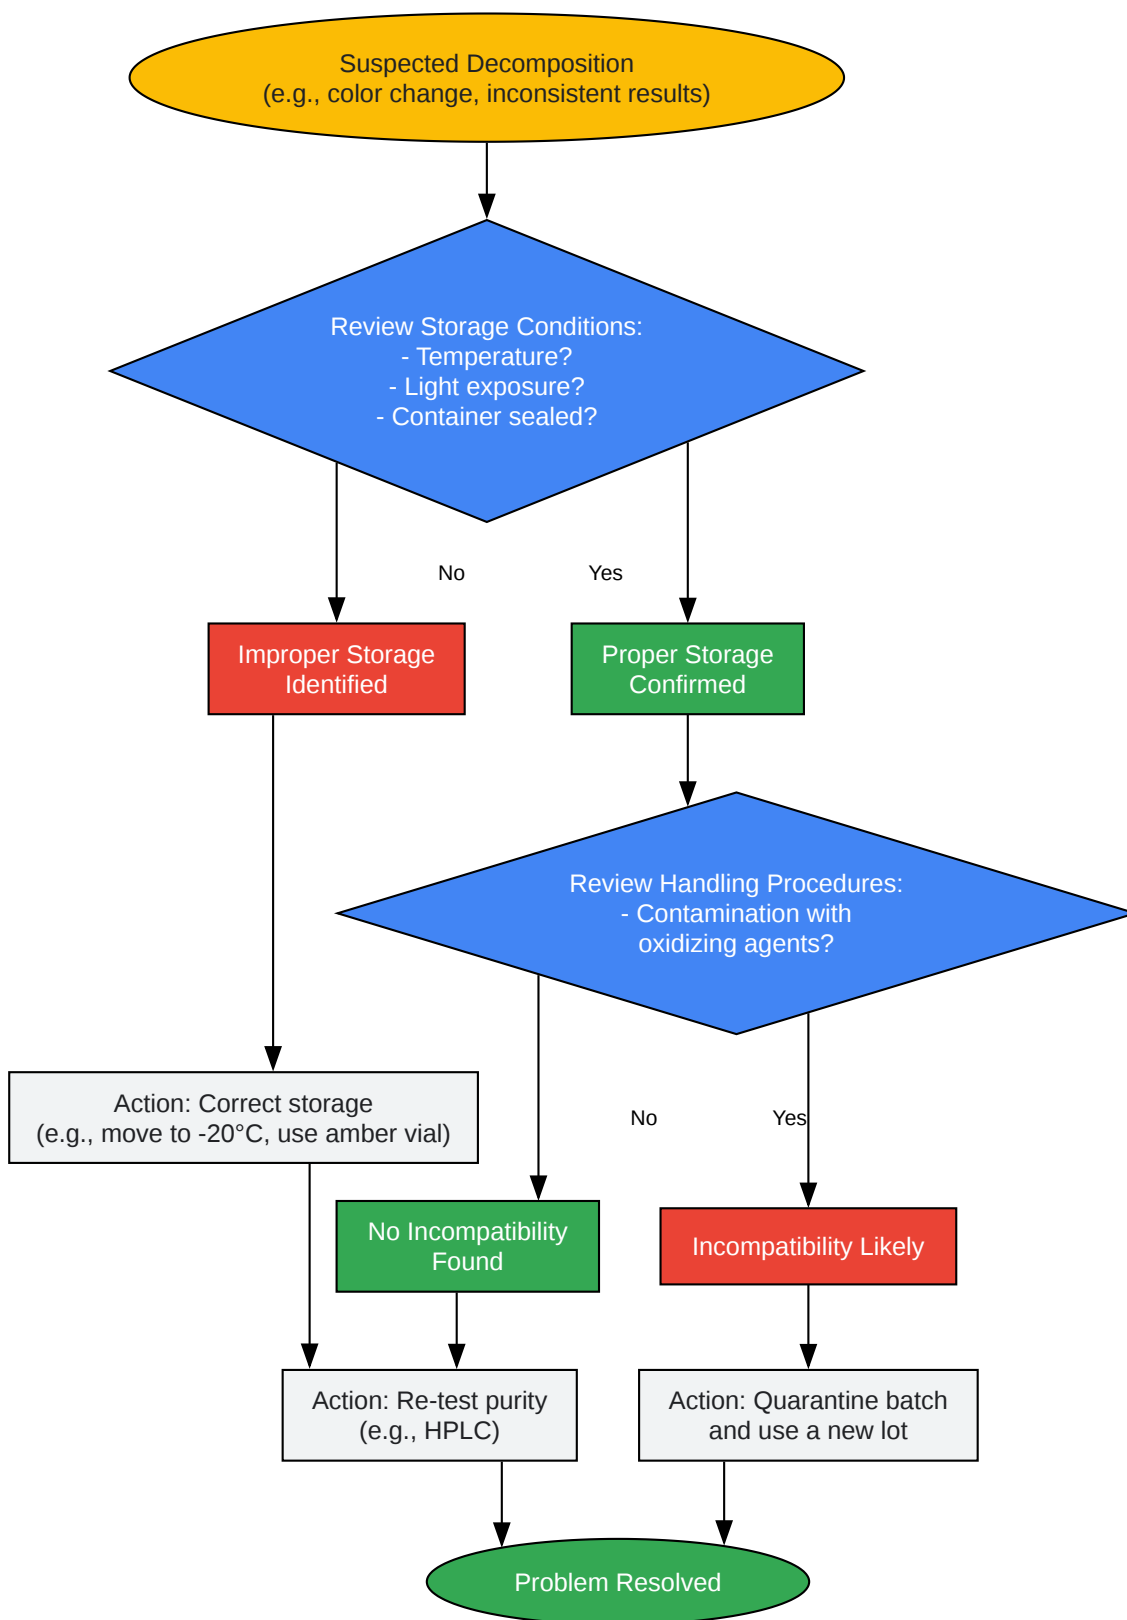 Suspected Decomposition
(e.g., color change, inconsistent results)
Review Storage Conditions:
- Temperature?
- Light exposure?
- Container sealed?
No
Yes
Improper Storage
Identified
Proper Storage
Confirmed
Review Handling Procedures:
- Contamination with
oxidizing agents?
Action: Correct storage
(e.g., move to -20°C, use amber vial)
No
Yes
No Incompatibility
Found
Incompatibility Likely
Action: Re-test purity
(e.g., HPLC)
Action: Quarantine batch
and use a new lot
Problem Resolved